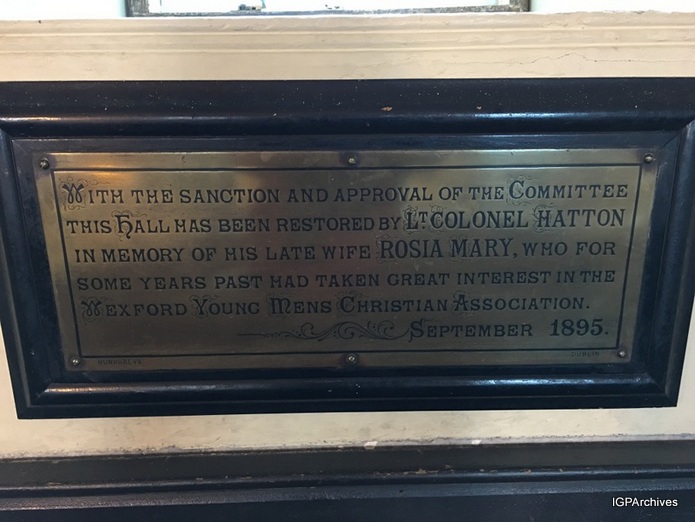 WITH THE SANCTION AND APPROVAL OF THE COMMITTEE
THIS HALL HAS BEEN RESTORED BY LT COLONEL HATTON
IN MEMORY OF HIS LATE WIFE ROSIA MARY, WHO FOR
SOME YEARS PAST HAD TAKEN GREAT INTEREST IN THE
WEXFORD YOUNG MENS CHRISTIAN ASSOCIATION.
SEPTEMBER 1895.
DUBLIN
IGPArchives